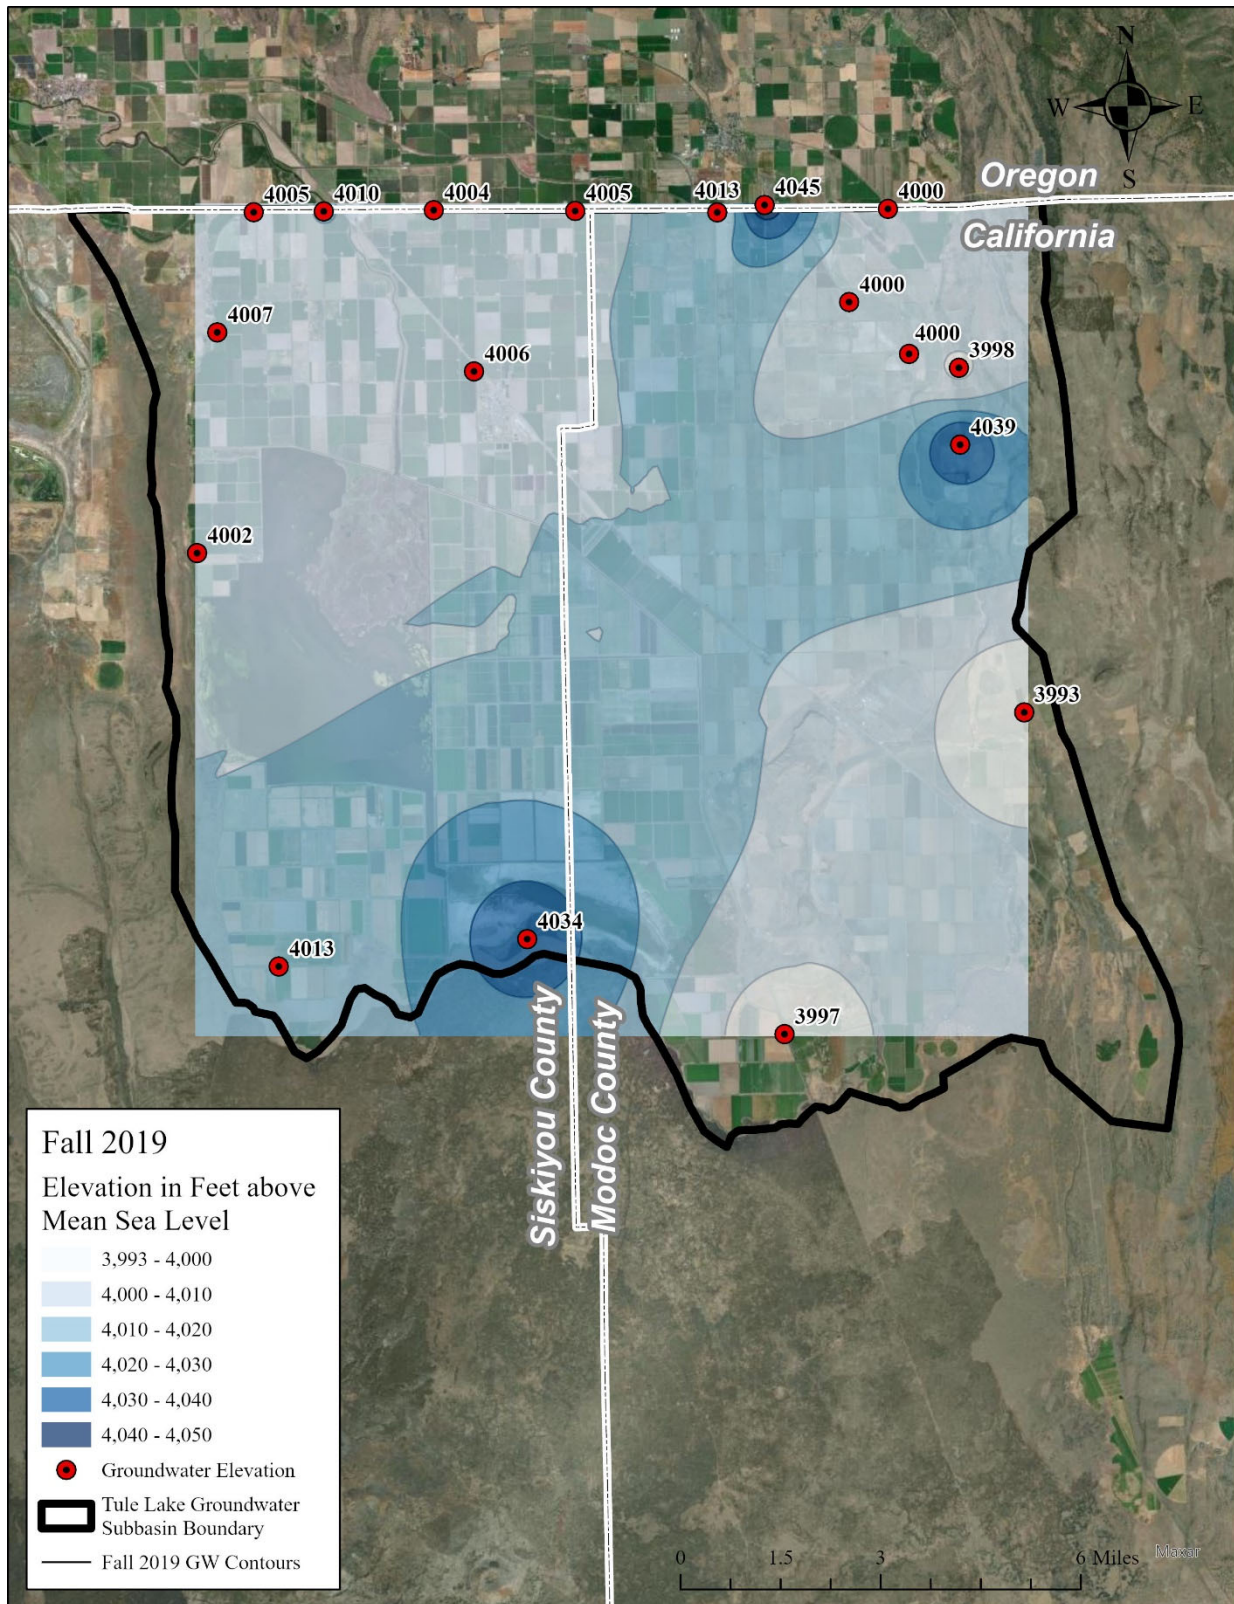 N
W
E
S
Oregon
California
4005
4010
4004
4005
4013
4045
4000
4007
4006
4000
4000
3998
4039
4002
3993
4013
4034
3997
Siskiyou County
Modoc County
Fall 2019
Elevation in Feet above
Mean Sea Level
3,993 - 4,000
4,000 - 4,010
4,010 - 4,020
4,020 - 4,030
4,030 - 4,040
4,040 - 4,050
Groundwater Elevation
Tule Lake Groundwater
Subbasin Boundary
Fall 2019 GW Contours
0 1.5 3 6 Miles
Maxar